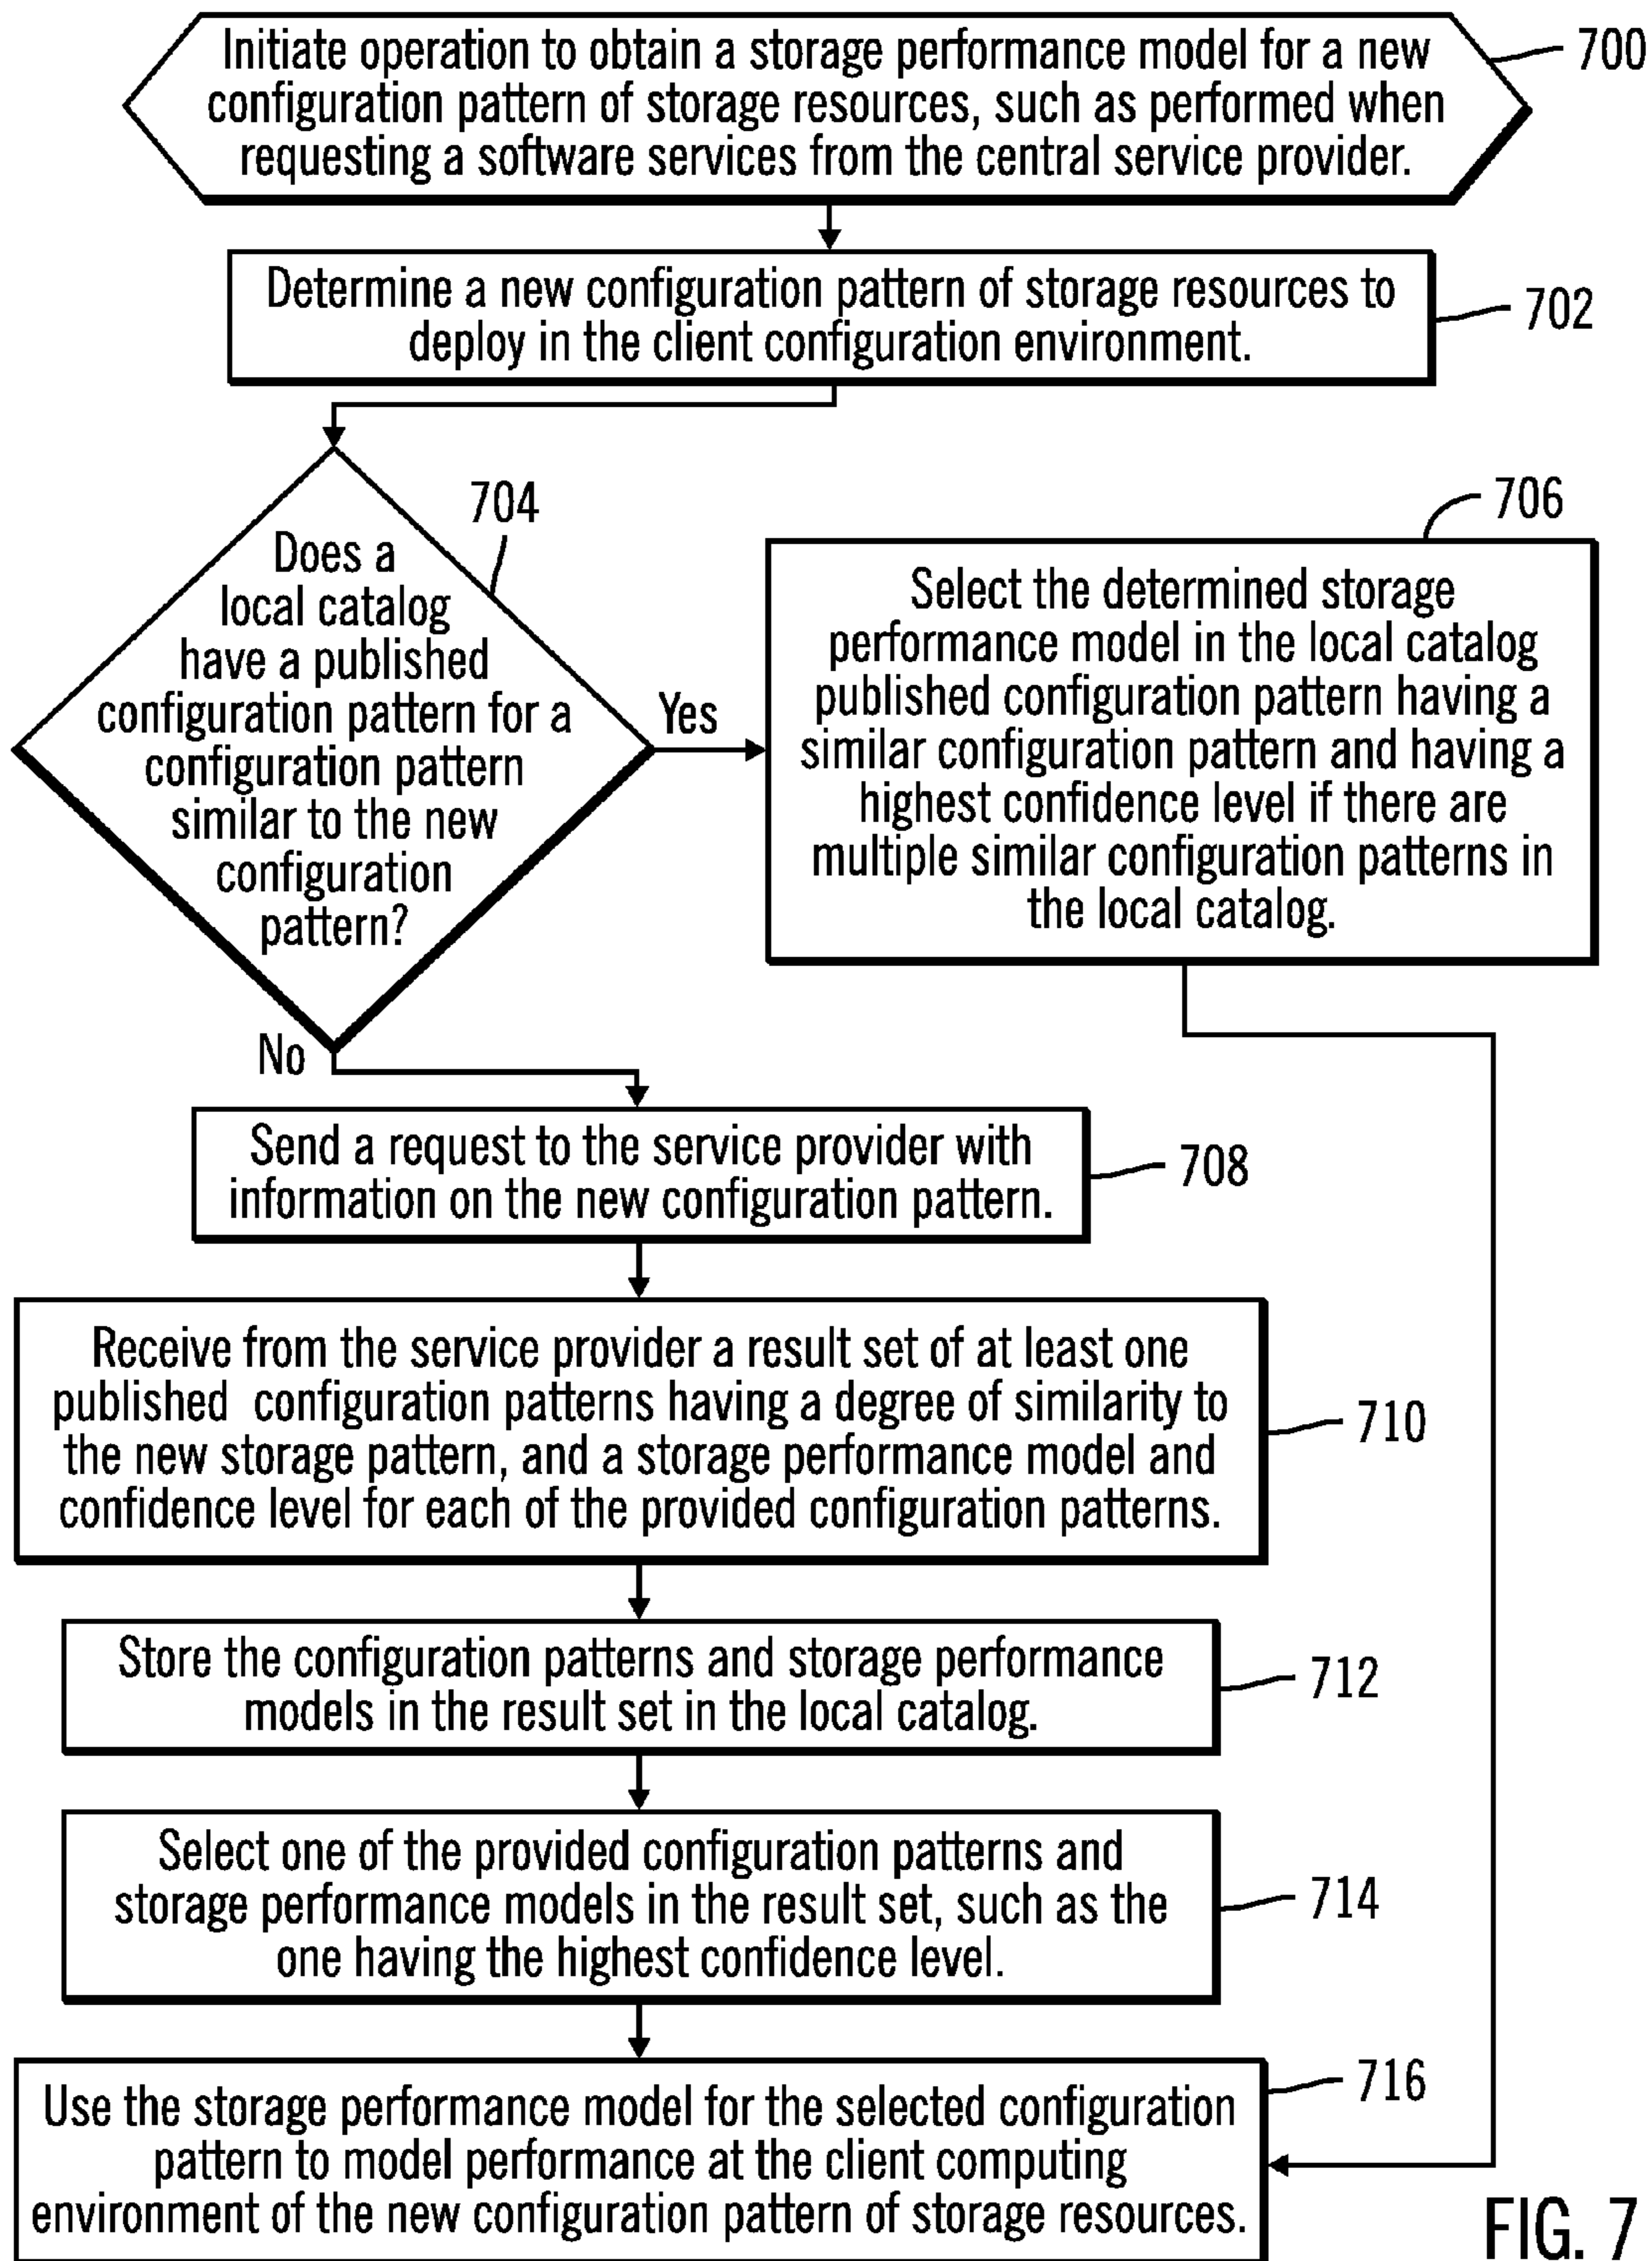 Initiate operation to obtain a storage performance model for a new
configuration pattern of storage resources, such as performed when
requesting a software services from the central service provider.
700
Determine a new configuration pattern of storage resources to
deploy in the client configuration environment.
702
704
Does a
local catalog
have a published
configuration pattern for a
configuration pattern
similar to the new
configuration
pattern?
Yes
706
Select the determined storage
performance model in the local catalog
published configuration pattern having a
similar configuration pattern and having a
highest confidence level if there are
multiple similar configuration patterns in
the local catalog.
No
Send a request to the service provider with
information on the new configuration pattern.
708
Receive from the service provider a result set of at least one
published configuration patterns having a degree of similarity to
the new storage pattern, and a storage performance model and
confidence level for each of the provided configuration patterns.
710
Store the configuration patterns and storage performance
models in the result set in the local catalog.
712
Select one of the provided configuration patterns and
storage performance models in the result set, such as the
one having the highest confidence level.
714
Use the storage performance model for the selected configuration
pattern to model performance at the client computing
environment of the new configuration pattern of storage resources.
716
FIG. 7